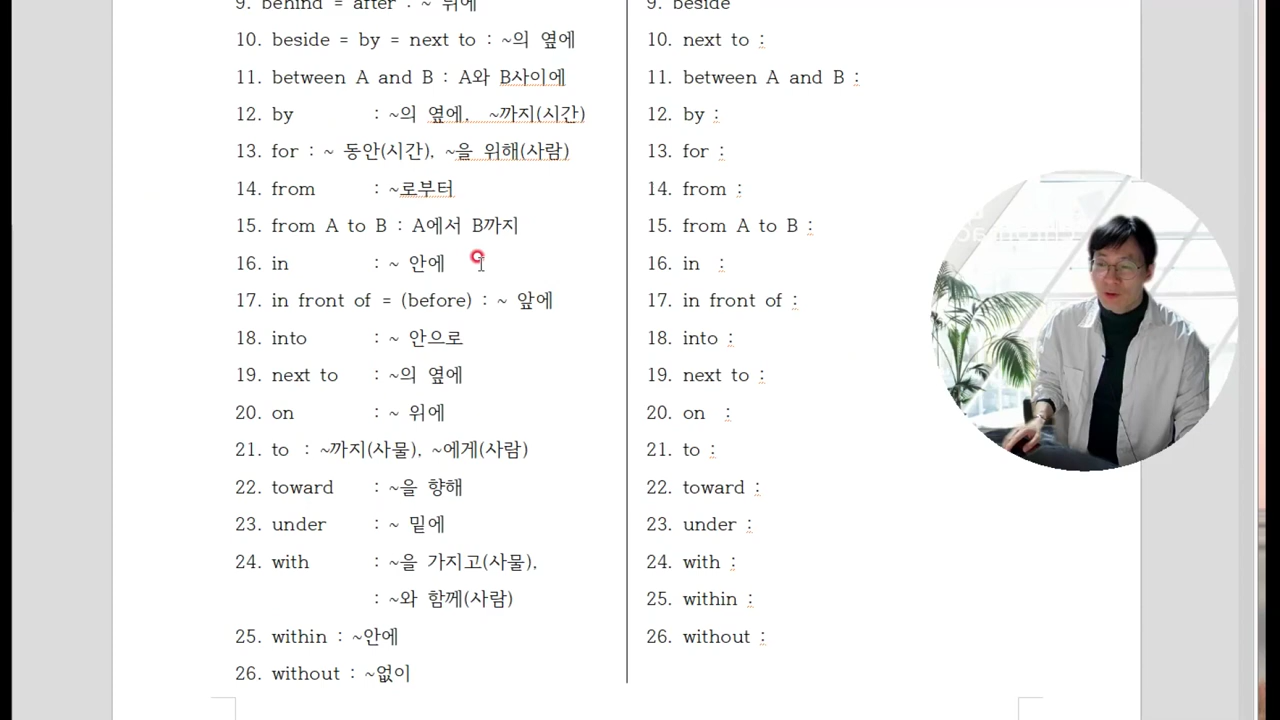 9. behind = after : ~ 뒤에
10. beside = by = next to : ~의 옆에
11. between A and B : A와 B사이에
12. by : ~의 옆에, ~까지(시간)
13. for : ~ 동안(시간), ~을 위해(사람)
14. from : ~로부터
15. from A to B : A에서 B까지
16. in : ~ 안에
17. in front of = (before) : ~ 앞에
18. into : ~ 안으로
19. next to : ~의 옆에
20. on : ~ 위에
21. to : ~까지(사물), ~에게(사람)
22. toward : ~을 향해
23. under : ~ 밑에
24. with : ~을 가지고(사물),
: ~와 함께(사람)
25. within : ~안에
26. without : ~없이
9. beside
10. next to :
11. between A and B :
12. by :
13. for :
14. from :
15. from A to B :
16. in :
17. in front of :
18. into :
19. next to :
20. on :
21. to :
22. toward :
23. under :
24. with :
25. within :
26. without :